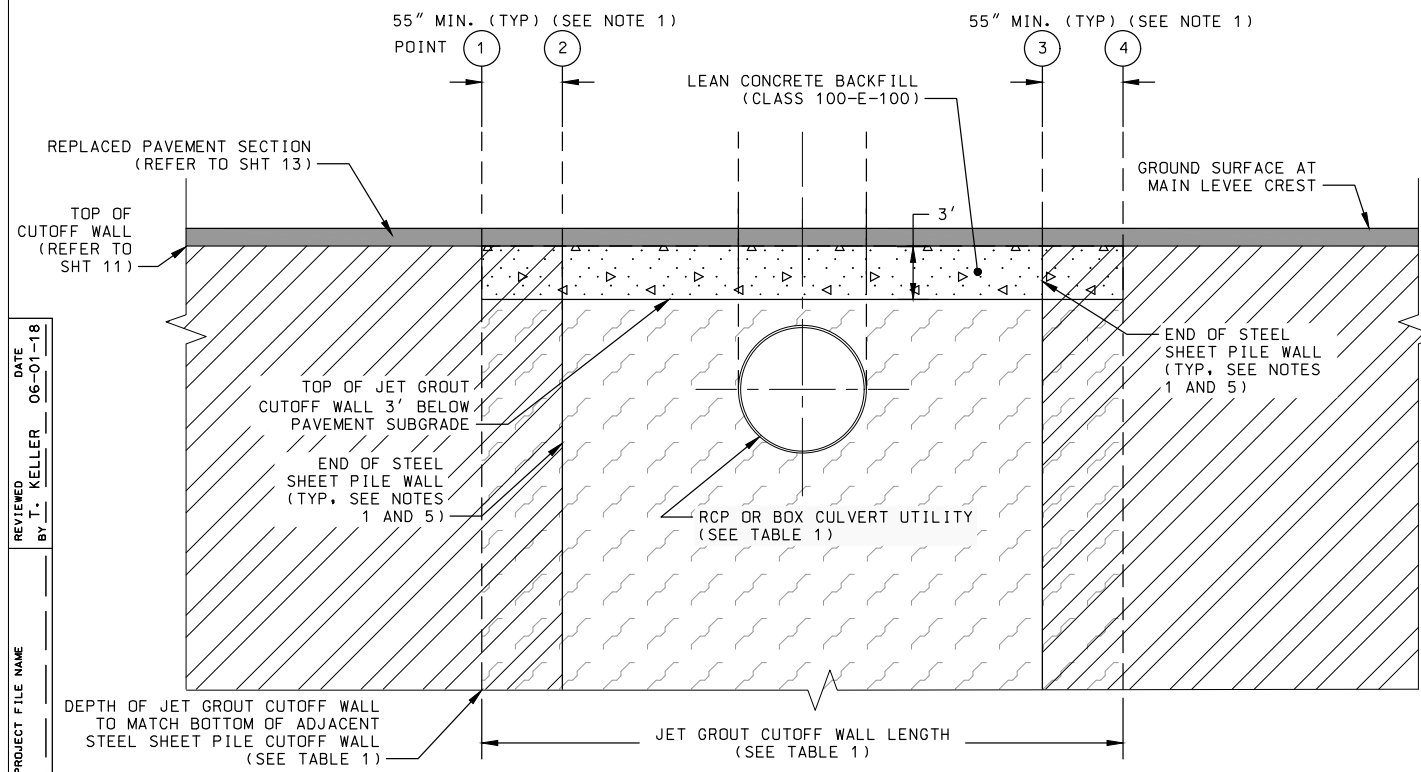 55" MIN. (TYP) (SEE NOTE 1)
55" MIN. (TYP) (SEE NOTE 1)
POINT
1
2
3
4
LEAN CONCRETE BACKFILL
(CLASS 100-E-100)
REPLACED PAVEMENT SECTION
(REFER TO SHT 13)
GROUND SURFACE AT
MAIN LEVEE CREST
TOP OF
CUTOFF WALL
(REFER TO
SHT 11)
3'
END OF STEEL
SHEET PILE WALL
(TYP, SEE NOTES
1 AND 5)
TOP OF JET GROUT
CUTOFF WALL 3' BELOW
PAVEMENT SUBGRADE
END OF STEEL
SHEET PILE WALL
(TYP, SEE NOTES
1 AND 5)
RCP OR BOX CULVERT UTILITY
(SEE TABLE 1)
DEPTH OF JET GROUT CUTOFF WALL
TO MATCH BOTTOM OF ADJACENT
STEEL SHEET PILE CUTOFF WALL
(SEE TABLE 1)
JET GROUT CUTOFF WALL LENGTH
(SEE TABLE 1)
REVIEWED
BY T. KELLER
DATE
06-01-18
PROJECT FILE NAME